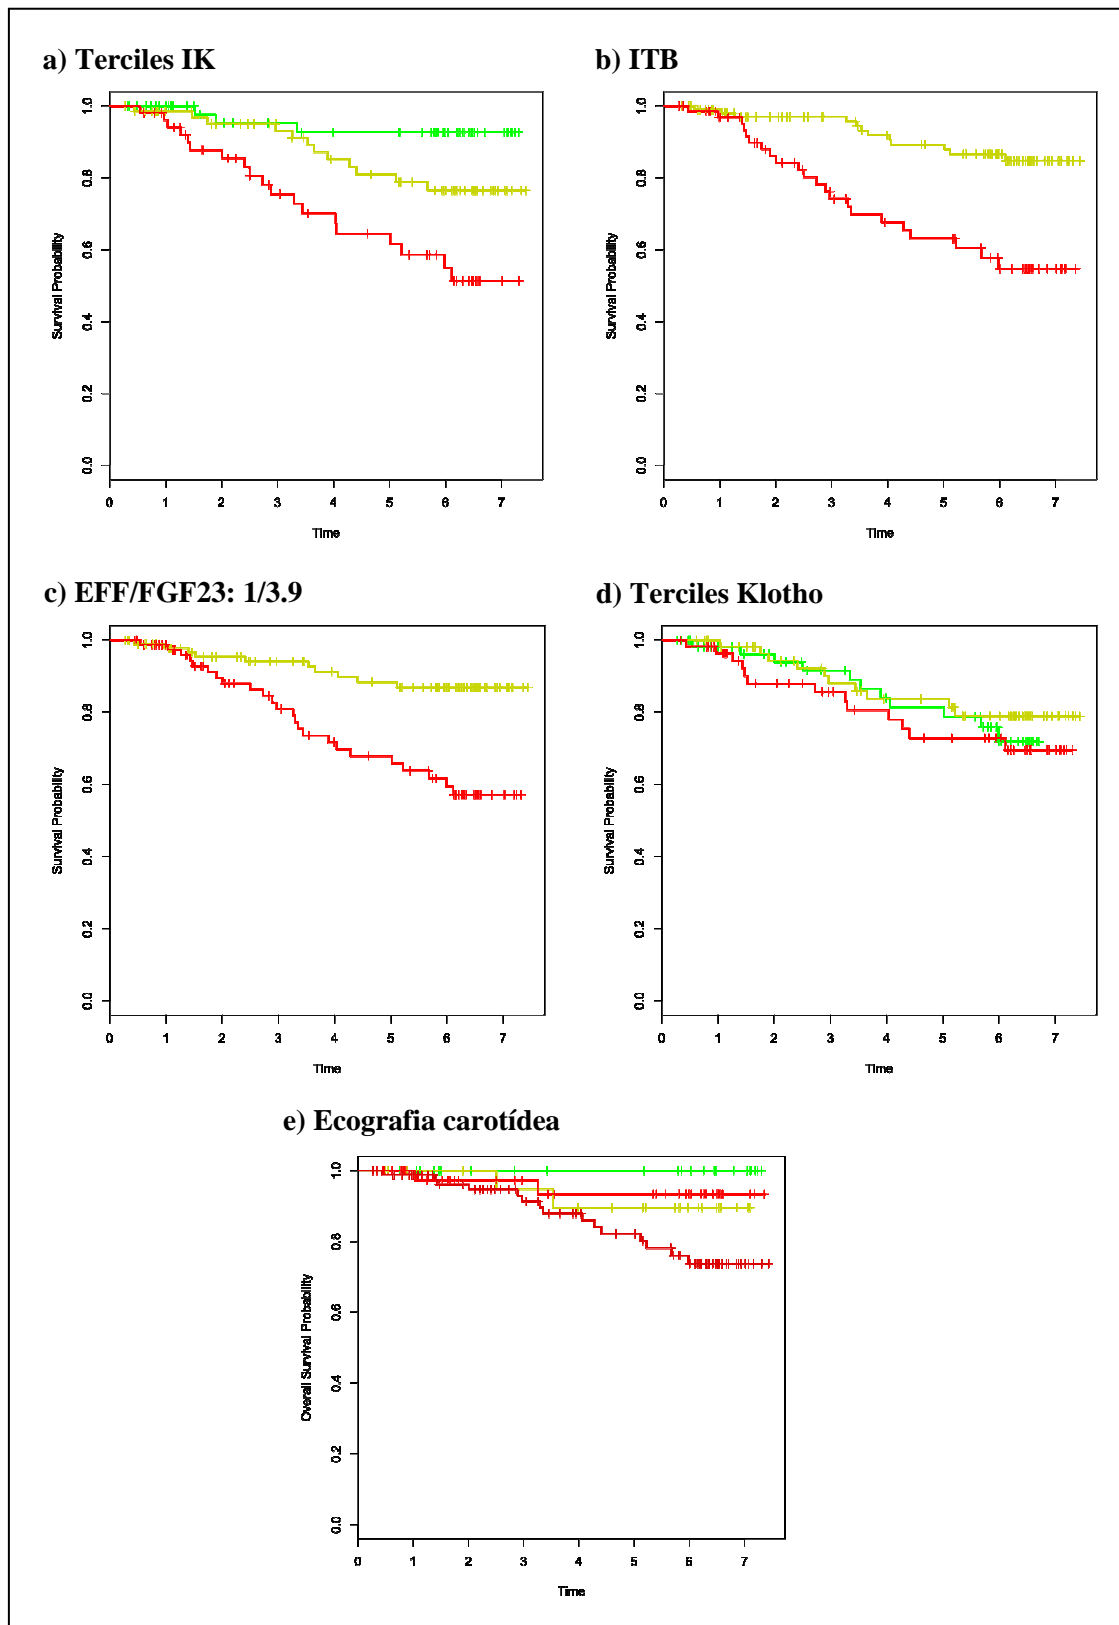 a) Terciles IK
b) ITB
Survival Probability
0.0 0.2 0.4 0.6 0.8 1.0
0 1 2 3 4 5 6 7
Time
Survival Probability
0.0 0.2 0.4 0.6 0.8 1.0
0 1 2 3 4 5 6 7
Time
c) EFF/FGF23: 1/3.9
d) Terciles Klotho
Survival Probability
0.0 0.2 0.4 0.6 0.8 1.0
0 1 2 3 4 5 6 7
Time
Survival Probability
0.0 0.2 0.4 0.6 0.8 1.0
0 1 2 3 4 5 6 7
Time
e) Ecografia carotídea
Overall Survival Probability
0.0 0.2 0.4 0.6 0.8 1.0
0 1 2 3 4 5 6 7
Time